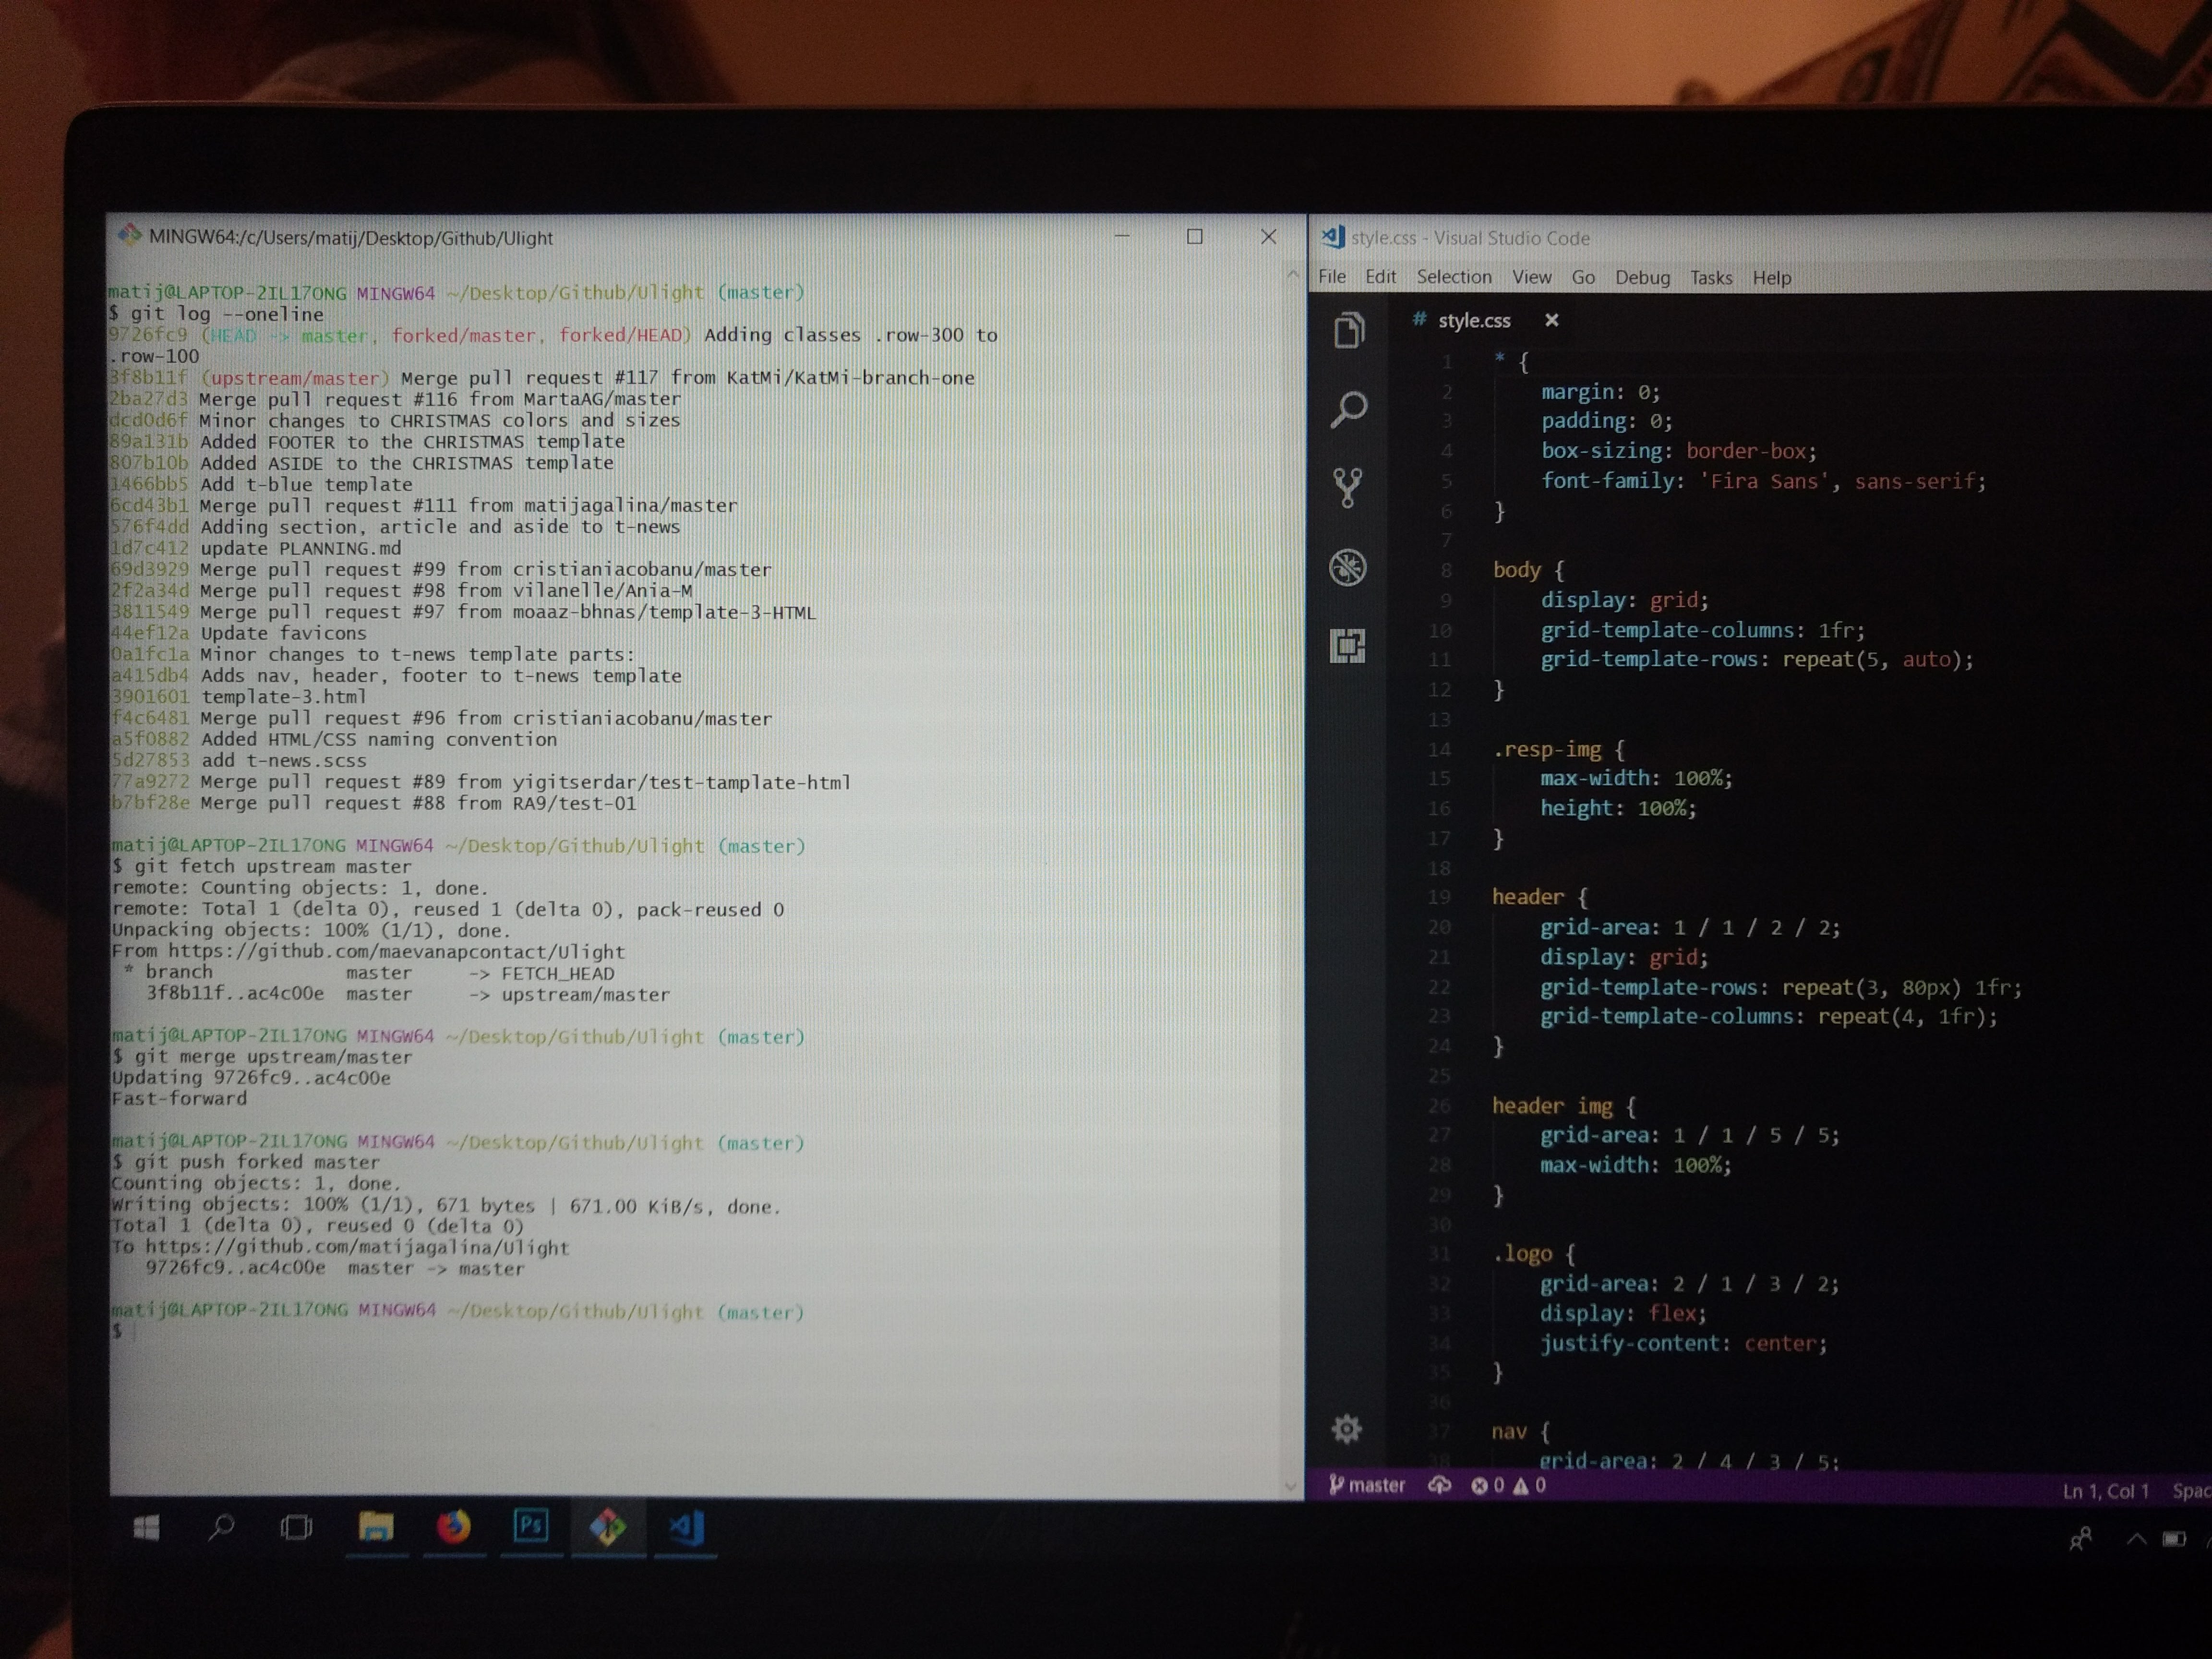 MINGW64:/c/Users/matij/Desktop/Github/Ulight
matij@LAPTOP-2IL17ONG MINGW64 ~/Desktop/Github/Ulight (master)
$ git log --oneline
9726fc9 (HEAD -> master, forked/master, forked/HEAD) Adding classes .row-300 to
.row-100
3f8b11f (upstream/master) Merge pull request #117 from KatMi/KatMi-branch-one
2ba27d3 Merge pull request #116 from MartaAG/master
dcd0d6f Minor changes to CHRISTMAS colors and sizes
89a131b Added FOOTER to the CHRISTMAS template
807b10b Added ASIDE to the CHRISTMAS template
1466bb5 Add t-blue template
6cd43b1 Merge pull request #111 from matijagalina/master
576f4dd Adding section, article and aside to t-news
1d7c412 update PLANNING.md
69d3929 Merge pull request #99 from cristianiacobanu/master
2f2a34d Merge pull request #98 from vilanelle/Ania-M
3811549 Merge pull request #97 from moaaz-bhnas/template-3-HTML
44ef12a Update favicons
0a1fc1a Minor changes to t-news template parts:
a415db4 Adds nav, header, footer to t-news template
3901601 template-3.html
f4c6481 Merge pull request #96 from cristianiacobanu/master
a5f0882 Added HTML/CSS naming convention
5d27853 add t-news.scss
77a9272 Merge pull request #89 from yigitserdar/test-tamplate-html
b7bf28e Merge pull request #88 from RA9/test-01
matij@LAPTOP-2IL17ONG MINGW64 ~/Desktop/Github/Ulight (master)
$ git fetch upstream master
remote: Counting objects: 1, done.
remote: Total 1 (delta 0), reused 1 (delta 0), pack-reused 0
Unpacking objects: 100% (1/1), done.
From https://github.com/maevanapcontact/Ulight
* branch master -> FETCH_HEAD
3f8b11f..ac4c00e master -> upstream/master
matij@LAPTOP-2IL17ONG MINGW64 ~/Desktop/Github/Ulight (master)
$ git merge upstream/master
Updating 9726fc9..ac4c00e
Fast-forward
matij@LAPTOP-2IL17ONG MINGW64 ~/Desktop/Github/Ulight (master)
$ git push forked master
Counting objects: 1, done.
Writing objects: 100% (1/1), 671 bytes | 671.00 KiB/s, done.
Total 1 (delta 0), reused 0 (delta 0)
To https://github.com/matijagalina/Ulight
9726fc9..ac4c00e master -> master
matij@LAPTOP-2IL17ONG MINGW64 ~/Desktop/Github/Ulight (master)
$
style.css - Visual Studio Code
File Edit Selection View Go Debug Tasks Help
# style.css
1 * {
2 margin: 0;
3 padding: 0;
4 box-sizing: border-box;
5 font-family: 'Fira Sans', sans-serif;
6 }
7
8 body {
9 display: grid;
10 grid-template-columns: 1fr;
11 grid-template-rows: repeat(5, auto);
12 }
13
14 .resp-img {
15 max-width: 100%;
16 height: 100%;
17 }
18
19 header {
20 grid-area: 1 / 1 / 2 / 2;
21 display: grid;
22 grid-template-rows: repeat(3, 80px) 1fr;
23 grid-template-columns: repeat(4, 1fr);
24 }
25
26 header img {
27 grid-area: 1 / 1 / 5 / 5;
28 max-width: 100%;
29 }
30
31 .logo {
32 grid-area: 2 / 1 / 3 / 2;
33 display: flex;
34 justify-content: center;
35 }
36
37 nav {
38 grid-area: 2 / 4 / 3 / 5;
master 0 0 Ln 1, Col 1 Spac
Ps